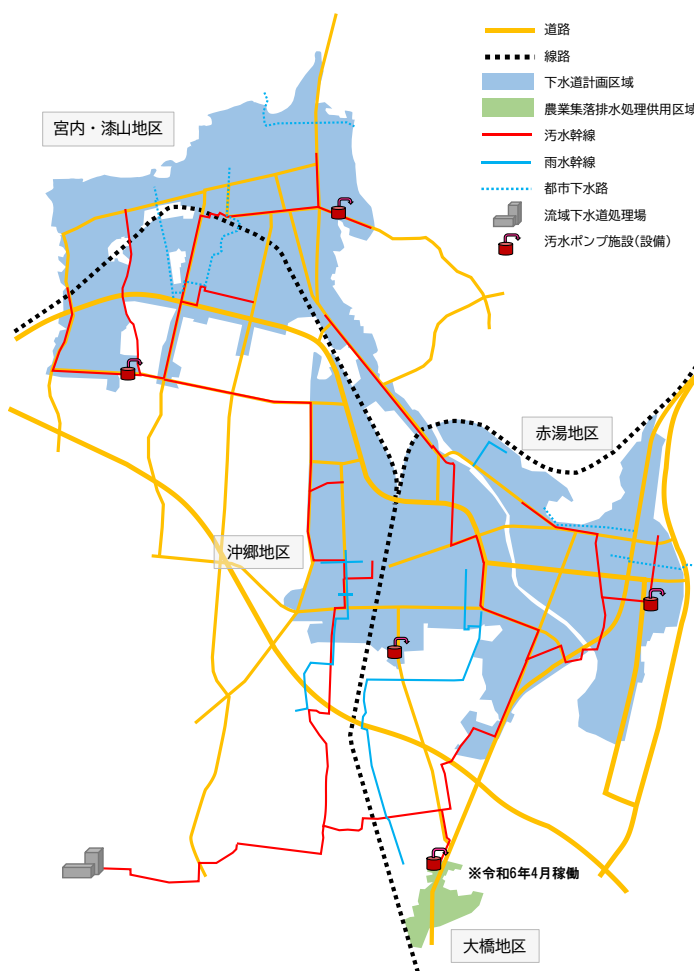 道路
線路
下水道計画区域
農業集落排水処理供用区域
汚水幹線
雨水幹線
都市下水路
流域下水道処理場
汚水ポンプ施設(設備)
宮内・漆山地区
赤湯地区
沖郷地区
※令和6年4月稼働
大橋地区